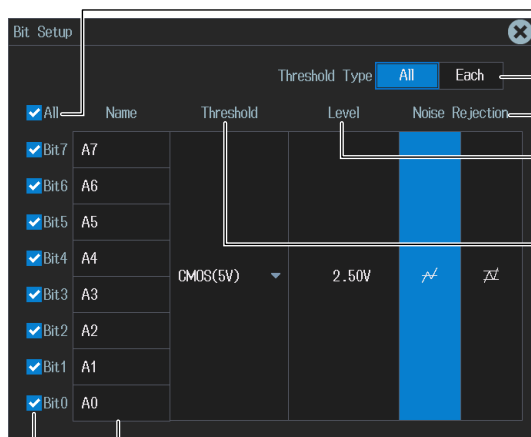 Bit Setup
Threshold Type All Each
All Name Threshold Level Noise Rejection
Bit7 A7
Bit6 A6
Bit5 A5
Bit4 A4
CMOS(5V) 2.50V
Bit3 A3
Bit2 A2
Bit1 A1
Bit0 A0